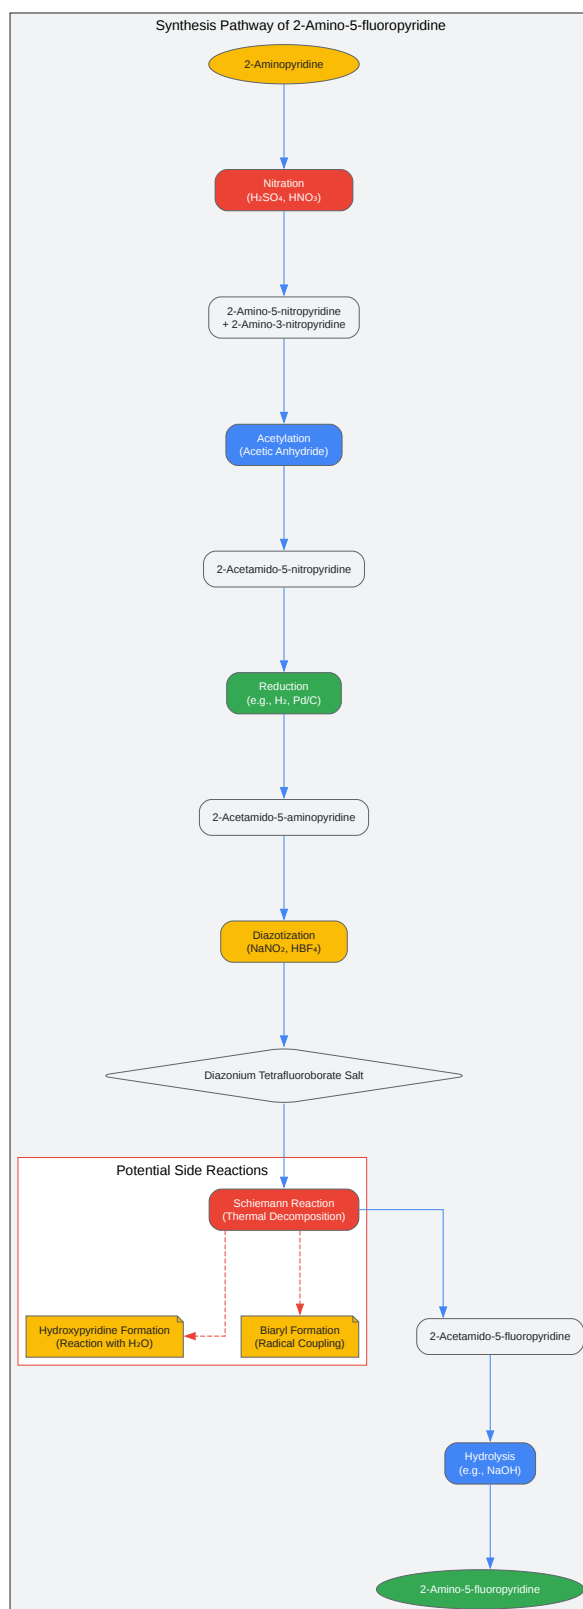 Synthesis Pathway of 2-Amino-5-fluoropyridine
2-Aminopyridine
Nitration
(H₂SO₄, HNO₃)
2-Amino-5-nitropyridine
+ 2-Amino-3-nitropyridine
Acetylation
(Acetic Anhydride)
2-Acetamido-5-nitropyridine
Reduction
(e.g., H₂, Pd/C)
2-Acetamido-5-aminopyridine
Diazotization
(NaNO₂, HBF₄)
Diazonium Tetrafluoroborate Salt
Potential Side Reactions
Schiemann Reaction
(Thermal Decomposition)
Hydroxypyridine Formation
(Reaction with H₂O)
Biaryl Formation
(Radical Coupling)
2-Acetamido-5-fluoropyridine
Hydrolysis
(e.g., NaOH)
2-Amino-5-fluoropyridine